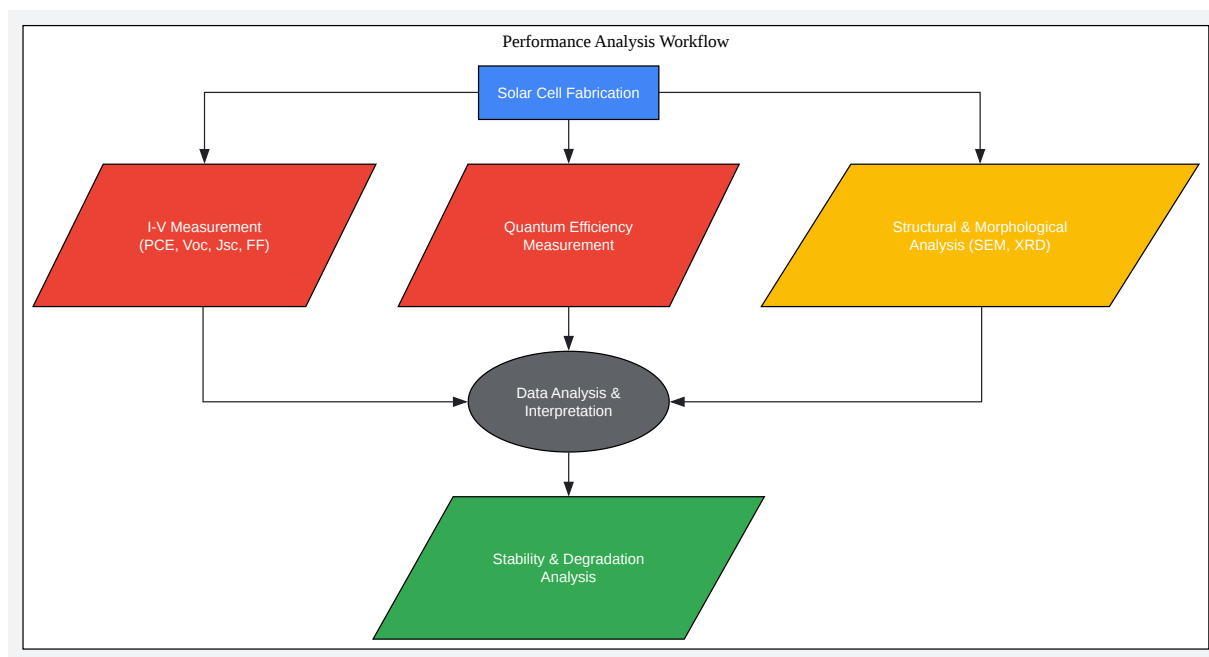 Performance Analysis Workflow
Solar Cell Fabrication
I-V Measurement
(PCE, Voc, Jsc, FF)
Quantum Efficiency
Measurement
Structural & Morphological
Analysis (SEM, XRD)
Data Analysis &
Interpretation
Stability & Degradation
Analysis